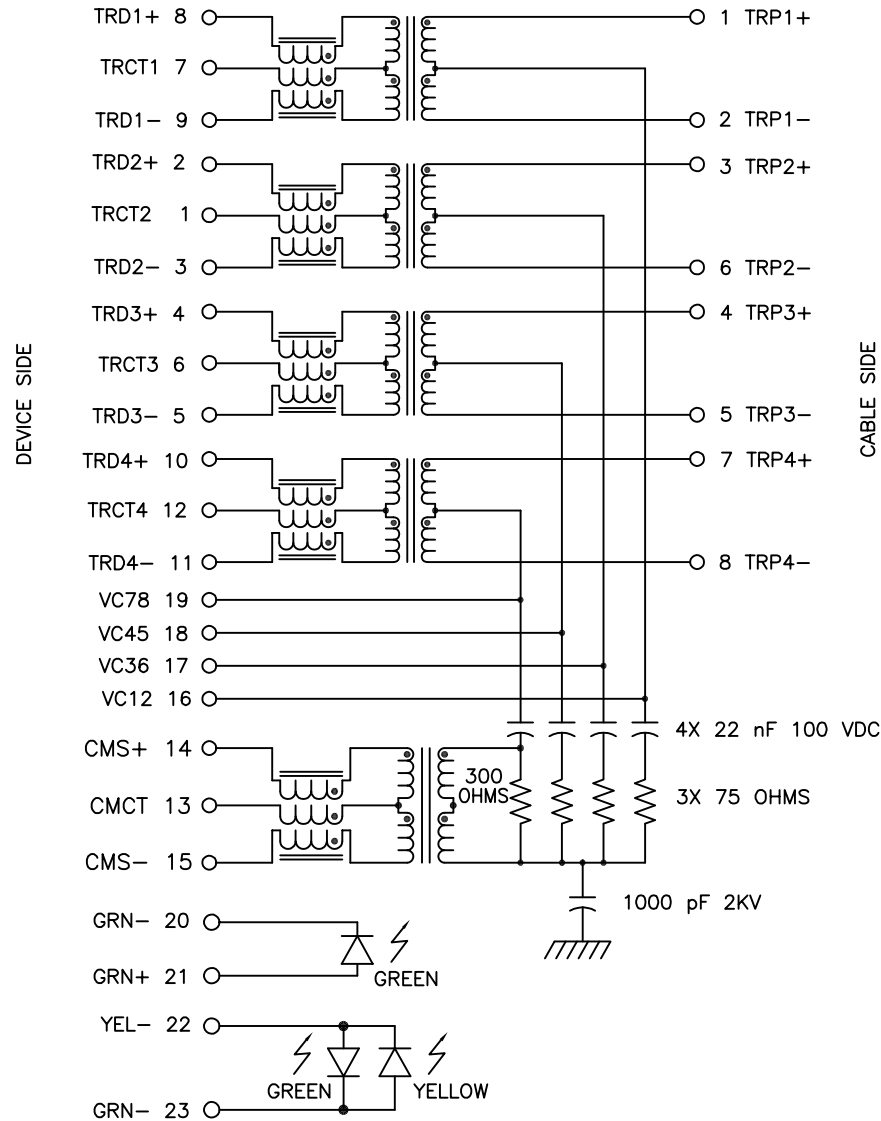 TRD1+ 8
1 TRP1+
TRCT1 7
TRD1- 9
2 TRP1-
TRD2+ 2
3 TRP2+
TRCT2 1
TRD2- 3
6 TRP2-
TRD3+ 4
4 TRP3+
DEVICE SIDE
TRCT3 6
CABLE SIDE
TRD3- 5
5 TRP3-
TRD4+ 10
7 TRP4+
TRCT4 12
TRD4- 11
8 TRP4-
VC78 19
VC45 18
VC36 17
VC12 16
4X 22 nF 100 VDC
CMS+ 14
300
OHMS
3X 75 OHMS
CMCT 13
CMS- 15
1000 pF 2KV
GRN- 20
GRN+ 21
GREEN
YEL- 22
GREEN
YELLOW
GRN- 23